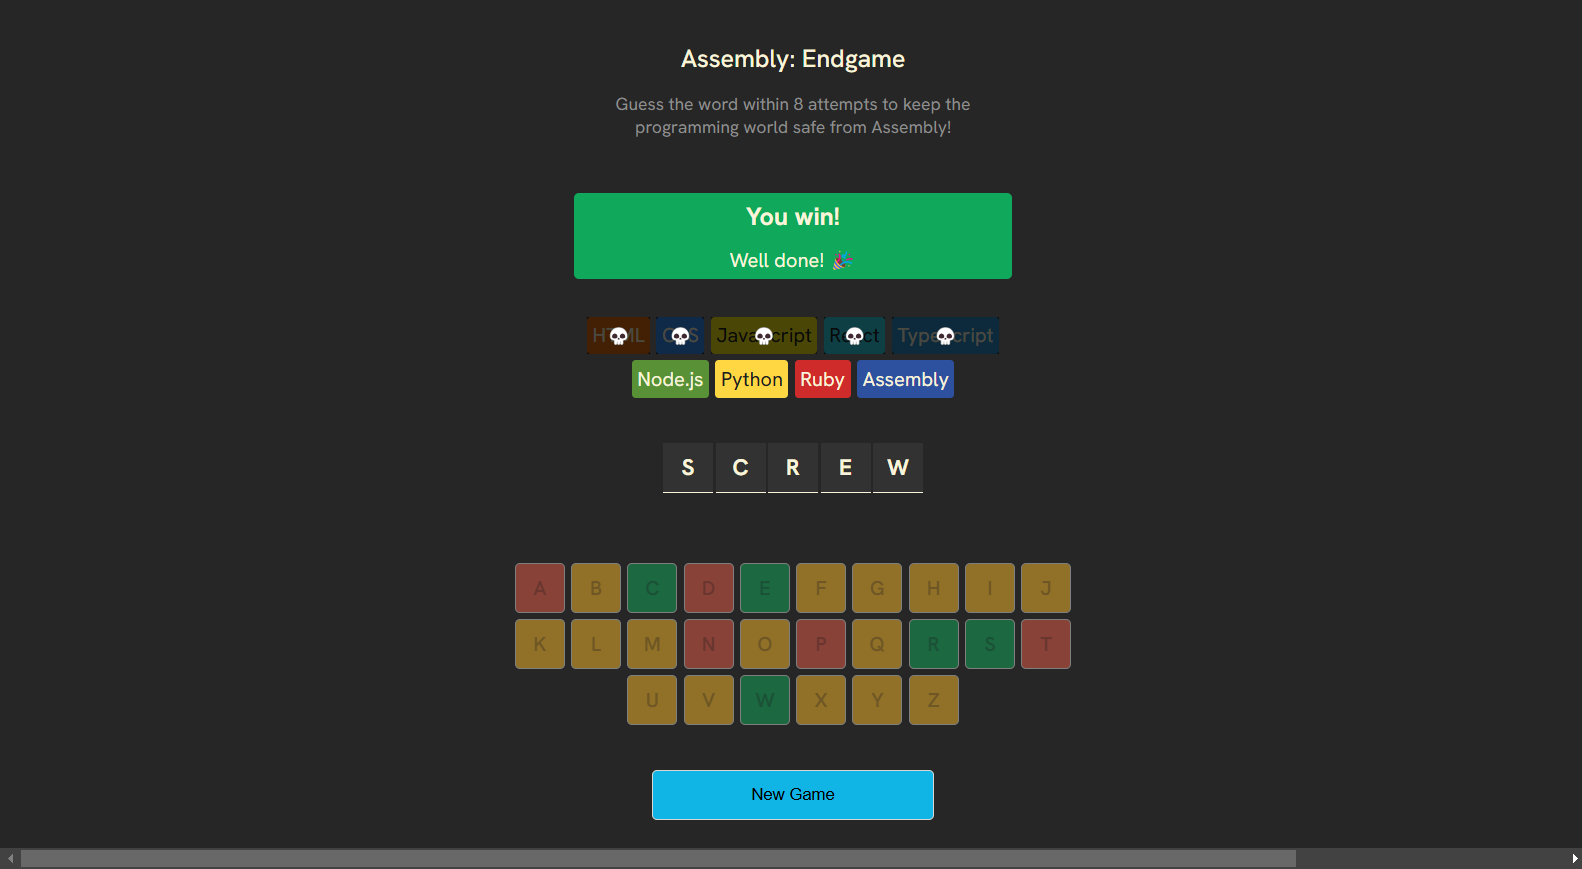 Assembly: Endgame
Guess the word within 8 attempts to keep the
programming world safe from Assembly!
You win!
Well done! 🎉
HTML CSS JavaScript React TypeScript
Node.js Python Ruby Assembly
S C R E W
A B C D E F G H I J
K L M N O P Q R S T
U V W X Y Z
New Game